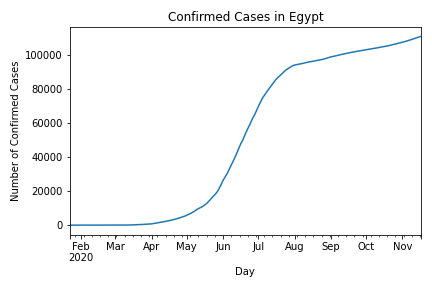 Confirmed Cases in Egypt
Number of Confirmed Cases
100000
80000
60000
40000
20000
0
Feb Mar Apr May Jun Jul Aug Sep Oct Nov
2020
Day